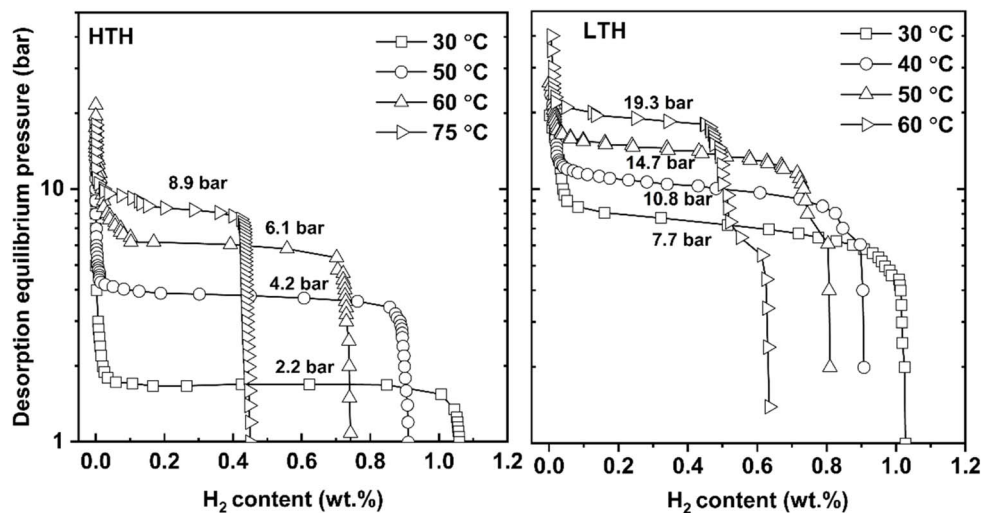 Desorption equilibrium pressure (bar)
HTH
30 °C
50 °C
60 °C
75 °C
8.9 bar
6.1 bar
4.2 bar
2.2 bar
10
1
0.0 0.2 0.4 0.6 0.8 1.0 1.2
H₂ content (wt.%)
LTH
30 °C
40 °C
50 °C
60 °C
19.3 bar
14.7 bar
10.8 bar
7.7 bar
0.0 0.2 0.4 0.6 0.8 1.0 1.2
H₂ content (wt.%)